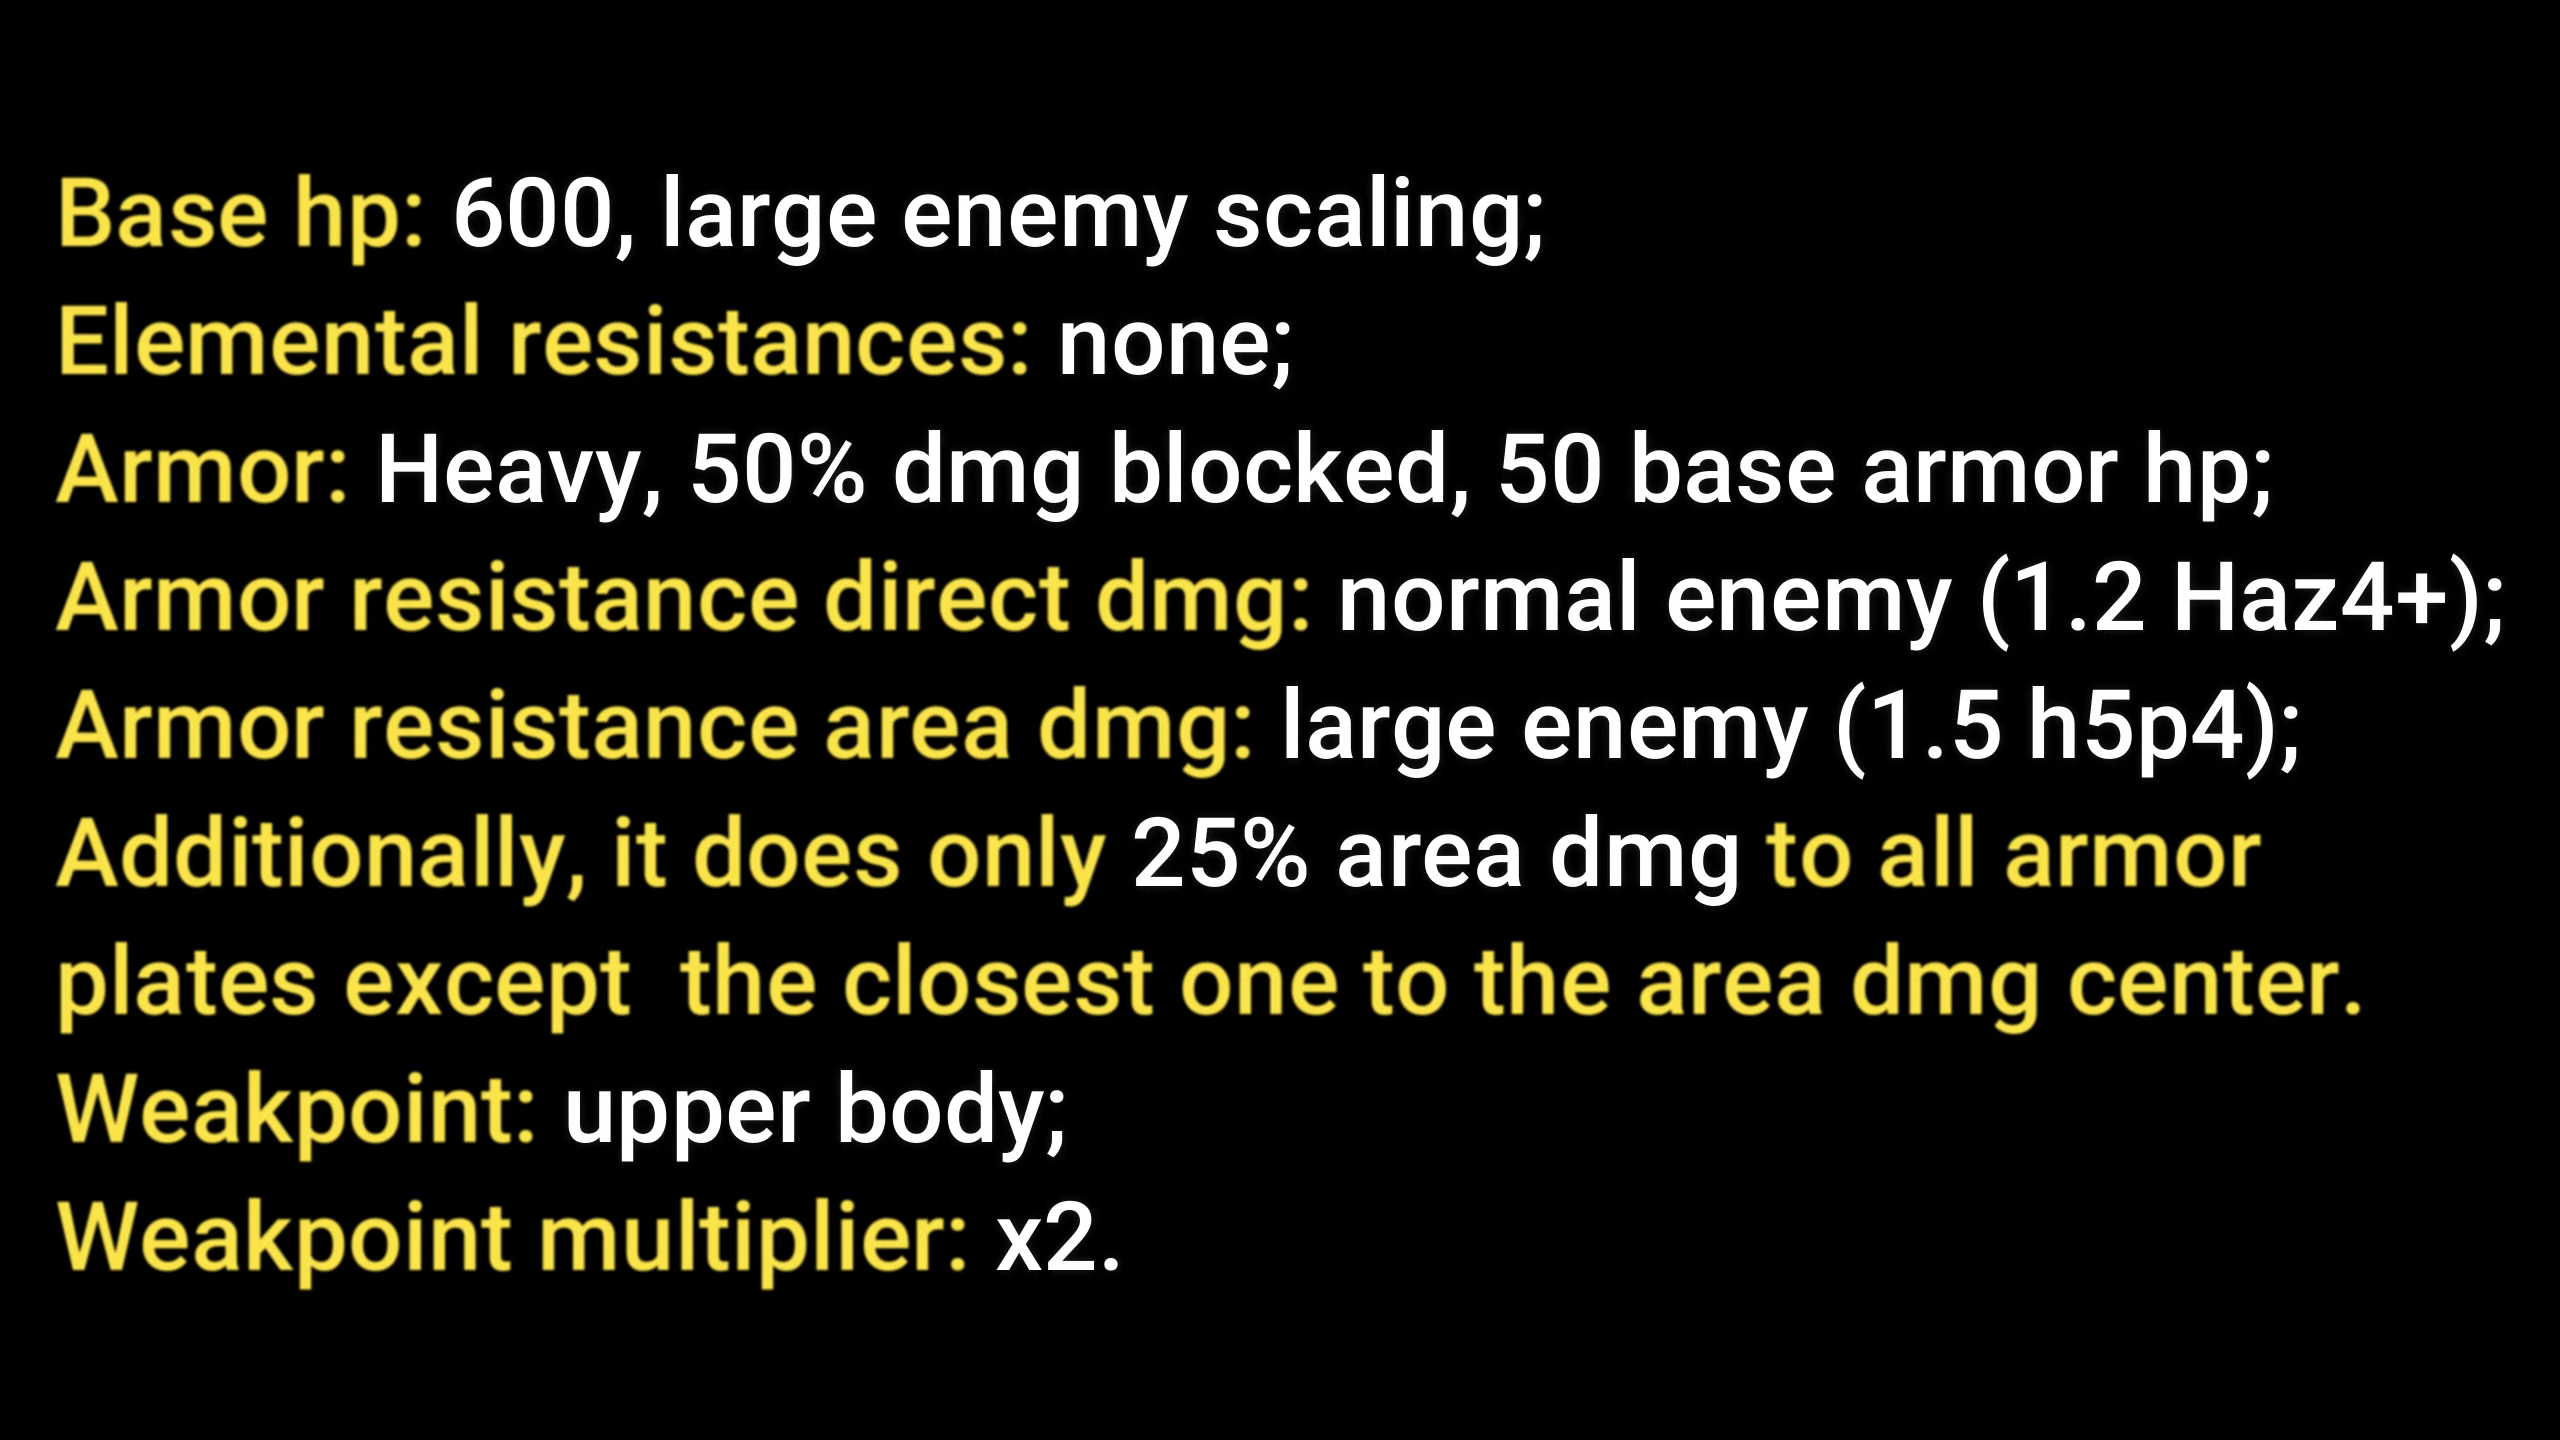 Base hp: 600, large enemy scaling;
Elemental resistances: none;
Armor: Heavy, 50% dmg blocked, 50 base armor hp;
Armor resistance direct dmg: normal enemy (1.2 Haz4+);
Armor resistance area dmg: large enemy (1.5 h5p4);
Additionally, it does only 25% area dmg to all armor
plates except  the closest one to the area dmg center.
Weakpoint: upper body;
Weakpoint multiplier: x2.